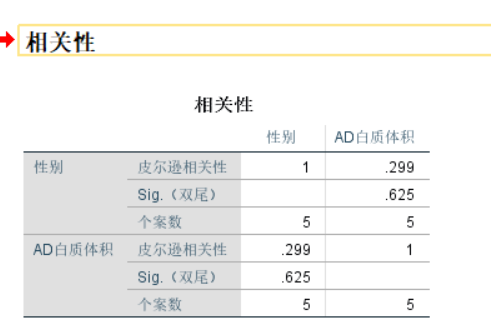 相关性
相关性
性别 AD白质体积
性别 皮尔逊相关性 1 .299
Sig.（双尾） .625
个案数 5 5
AD白质体积 皮尔逊相关性 .299 1
Sig.（双尾） .625
个案数 5 5